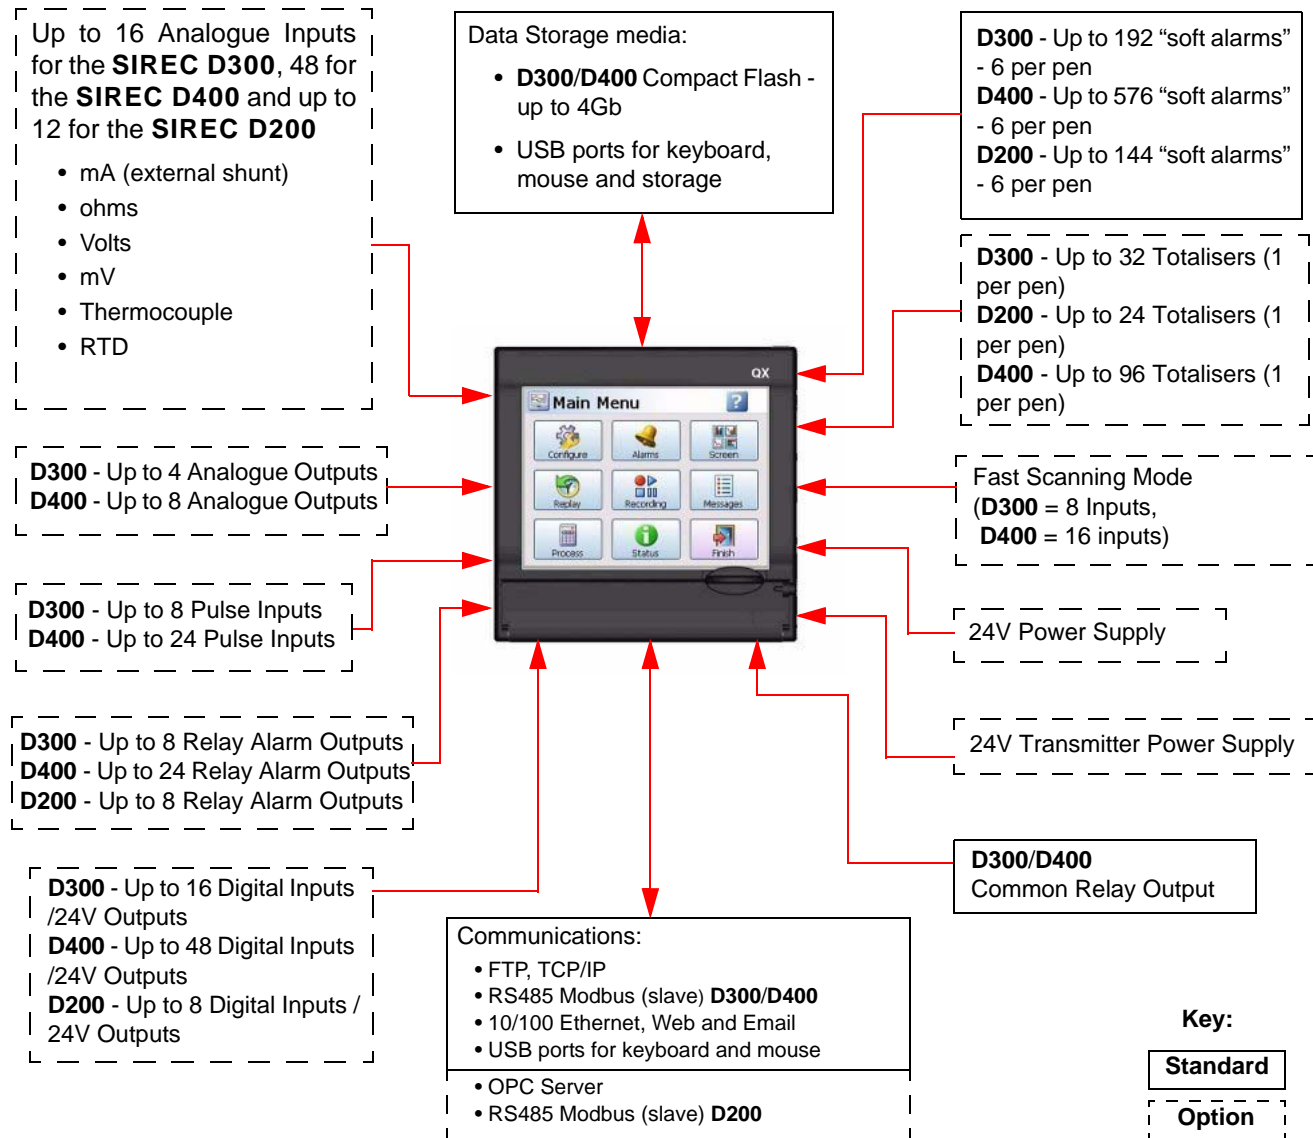 Up to 16 Analogue Inputs
for the SIREC D300, 48 for
the SIREC D400 and up to
12 for the SIREC D200
• mA (external shunt)
• ohms
• Volts
• mV
• Thermocouple
• RTD
Data Storage media:
• D300/D400 Compact Flash -
up to 4Gb
• USB ports for keyboard,
mouse and storage
D300 - Up to 192 “soft alarms”
- 6 per pen
D400 - Up to 576 “soft alarms”
- 6 per pen
D200 - Up to 144 “soft alarms”
- 6 per pen
D300 - Up to 32 Totalisers (1
per pen)
D200 - Up to 24 Totalisers (1
per pen)
D400 - Up to 96 Totalisers (1
per pen)
QX
Main Menu
?
Configure
Alarms
Screen
Replay
Recording
Messages
Process
Status
Finish
D300 - Up to 4 Analogue Outputs
D400 - Up to 8 Analogue Outputs
Fast Scanning Mode
(D300 = 8 Inputs,
D400 = 16 inputs)
D300 - Up to 8 Pulse Inputs
D400 - Up to 24 Pulse Inputs
24V Power Supply
D300 - Up to 8 Relay Alarm Outputs
D400 - Up to 24 Relay Alarm Outputs
D200 - Up to 8 Relay Alarm Outputs
24V Transmitter Power Supply
D300 - Up to 16 Digital Inputs
/24V Outputs
D400 - Up to 48 Digital Inputs
/24V Outputs
D200 - Up to 8 Digital Inputs /
24V Outputs
D300/D400
Common Relay Output
Communications:
• FTP, TCP/IP
• RS485 Modbus (slave) D300/D400
• 10/100 Ethernet, Web and Email
• USB ports for keyboard and mouse
• OPC Server
• RS485 Modbus (slave) D200
Key:
Standard
Option